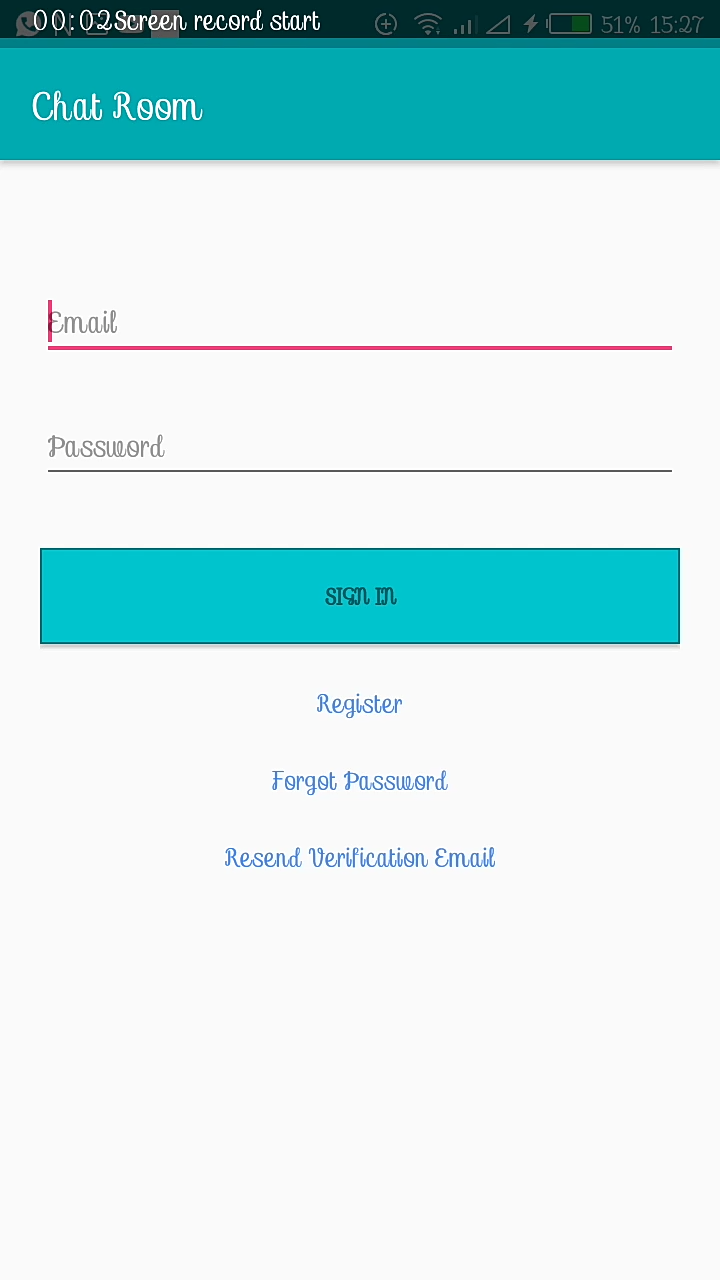 00:02Screen record start 51% 15:27
Chat Room
Email
Password
SIGN IN
Register
Forgot Password
Resend Verification Email